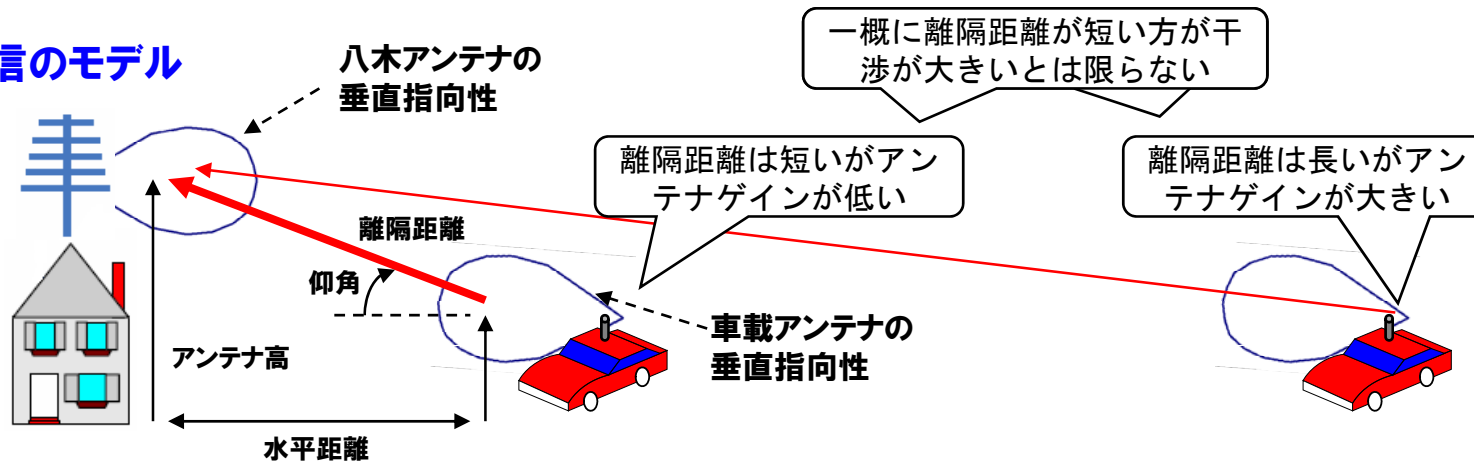 言のモデル
八木アンテナの
垂直指向性
一概に離隔距離が短い方が干
渉が大きいとは限らない
離隔距離は短いがアン
テナゲインが低い
離隔距離は長いがアン
テナゲインが大きい
離隔距離
仰角
車載アンテナの
垂直指向性
アンテナ高
水平距離